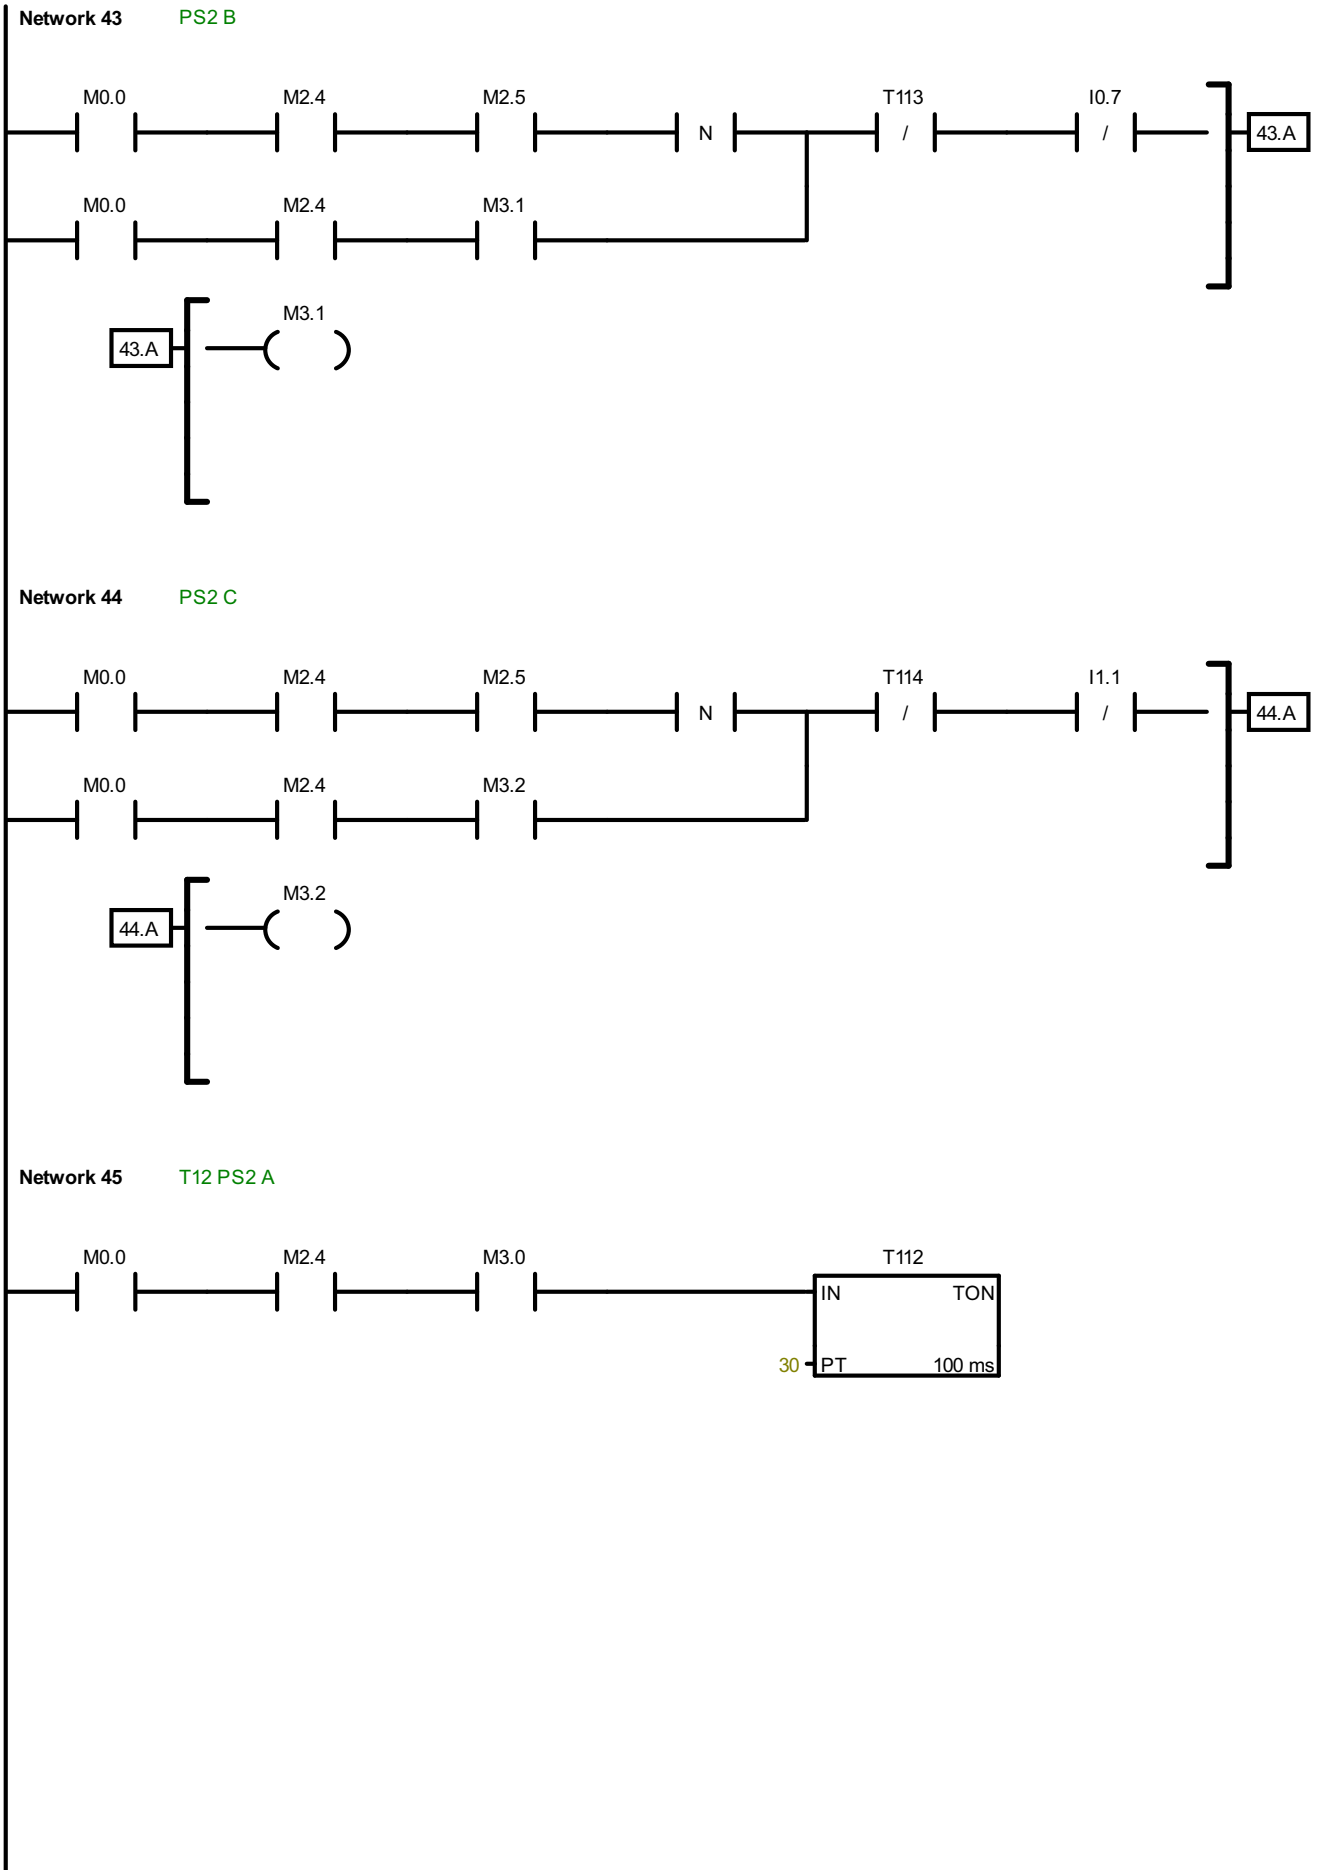 Network 43 PS2 B
M0.0 M2.4 M2.5 T113 I0.7
N / / 43.A
M0.0 M2.4 M3.1
M3.1
43.A
Network 44 PS2 C
M0.0 M2.4 M2.5 T114 I1.1
N / / 44.A
M0.0 M2.4 M3.2
M3.2
44.A
Network 45 T12 PS2 A
M0.0 M2.4 M3.0 T112
IN TON
30 PT 100 ms